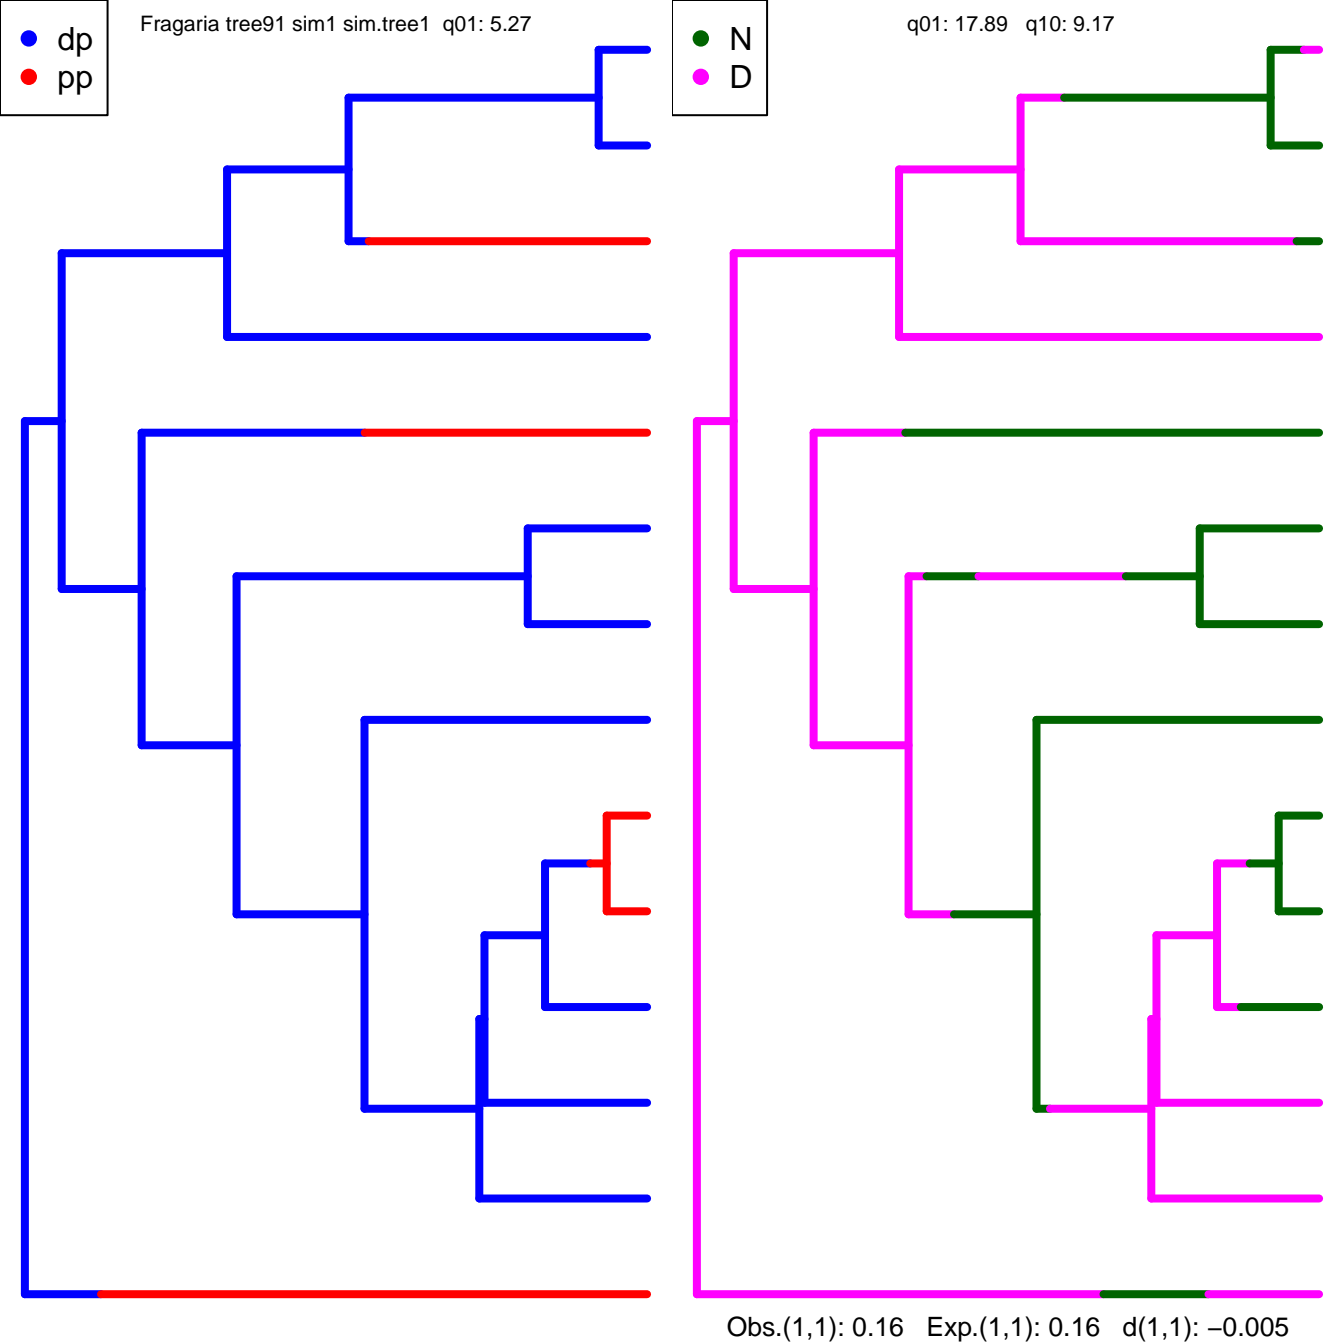 Fragaria tree91 sim1 sim.tree1  q01: 5.27
dp
pp
q01: 17.89   q10: 9.17
N
D
Obs.(1,1): 0.16   Exp.(1,1): 0.16   d(1,1): −0.005